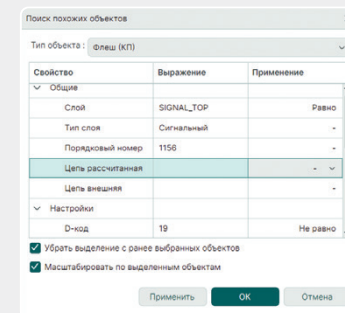 Поиск похожих объектов
Тип объекта : Флеш (КП)
Свойство Выражение Применение
Общие
Слой SIGNAL_TOP Равно
Тип слоя Сигнальный -
Порядковый номер 1156 -
Цепь рассчитанная -
Цепь внешняя -
Настройки
D-код 19 Не равно
Убрать выделение с ранее выбранных объектов
Масштабировать по выделенным объектам
Применить ОК Отмена